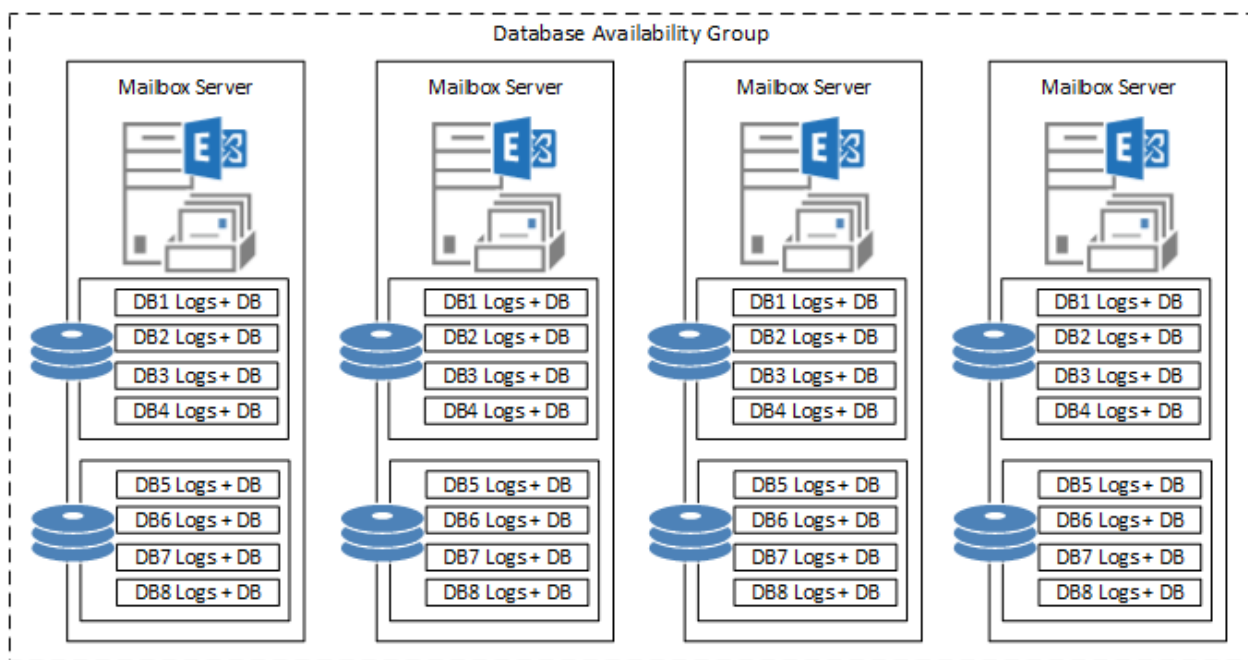 Database Availability Group
Mailbox Server
Mailbox Server
Mailbox Server
Mailbox Server
E
E
E
E
DB1 Logs + DB
DB2 Logs + DB
DB3 Logs + DB
DB4 Logs + DB
DB5 Logs + DB
DB6 Logs + DB
DB7 Logs + DB
DB8 Logs + DB
DB1 Logs + DB
DB2 Logs + DB
DB3 Logs + DB
DB4 Logs + DB
DB5 Logs + DB
DB6 Logs + DB
DB7 Logs + DB
DB8 Logs + DB
DB1 Logs + DB
DB2 Logs + DB
DB3 Logs + DB
DB4 Logs + DB
DB5 Logs + DB
DB6 Logs + DB
DB7 Logs + DB
DB8 Logs + DB
DB1 Logs + DB
DB2 Logs + DB
DB3 Logs + DB
DB4 Logs + DB
DB5 Logs + DB
DB6 Logs + DB
DB7 Logs + DB
DB8 Logs + DB